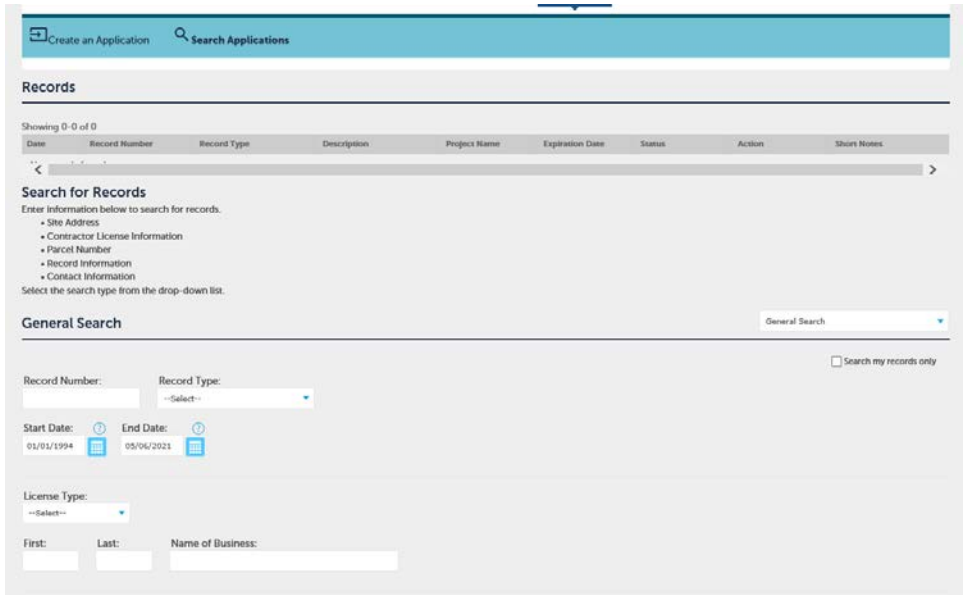 Create an Application Search Applications
Records
Showing 0-0 of 0
Date Record Number Record Type Description Project Name Expiration Date Status Action Short Notes
Search for Records
Enter information below to search for records.
• Site Address
• Contractor License Information
• Parcel Number
• Record Information
• Contact Information
Select the search type from the drop-down list.
General Search General Search
Search my records only
Record Number: Record Type:
--Select--
Start Date: ? End Date: ?
01/01/1994 05/06/2021
License Type:
--Select--
First: Last: Name of Business: